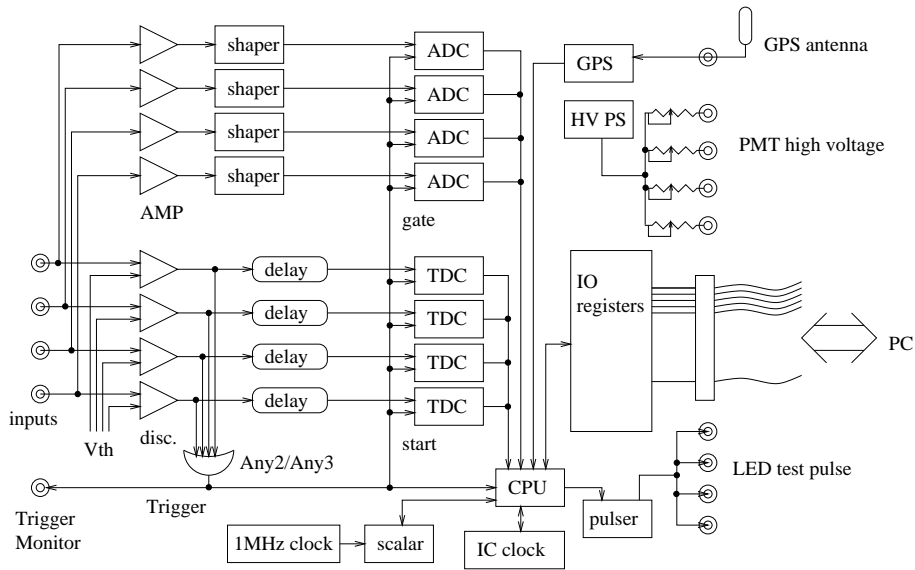 shaper
ADC
GPS
GPS antenna
shaper
ADC
HV PS
shaper
ADC
PMT high voltage
shaper
ADC
AMP
gate
delay
TDC
IO
registers
delay
TDC
delay
TDC
PC
delay
TDC
inputs
Vth
disc.
start
Any2/Any3
LED test pulse
CPU
Trigger
Trigger
Monitor
pulser
1MHz clock
scalar
IC clock